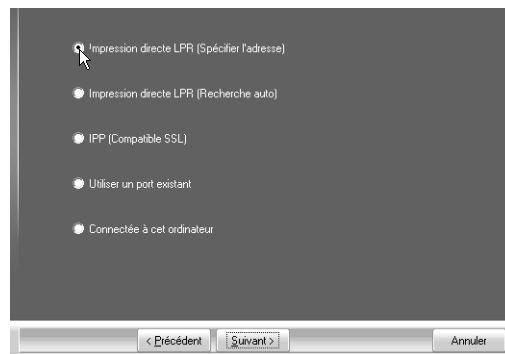 Impression directe LPR (Spécifier l'adresse)
Impression directe LPR (Recherche auto)
IPP (Compatible SSL)
Utiliser un port existant
Connectée à cet ordinateur
< Précédent Suivant > Annuler